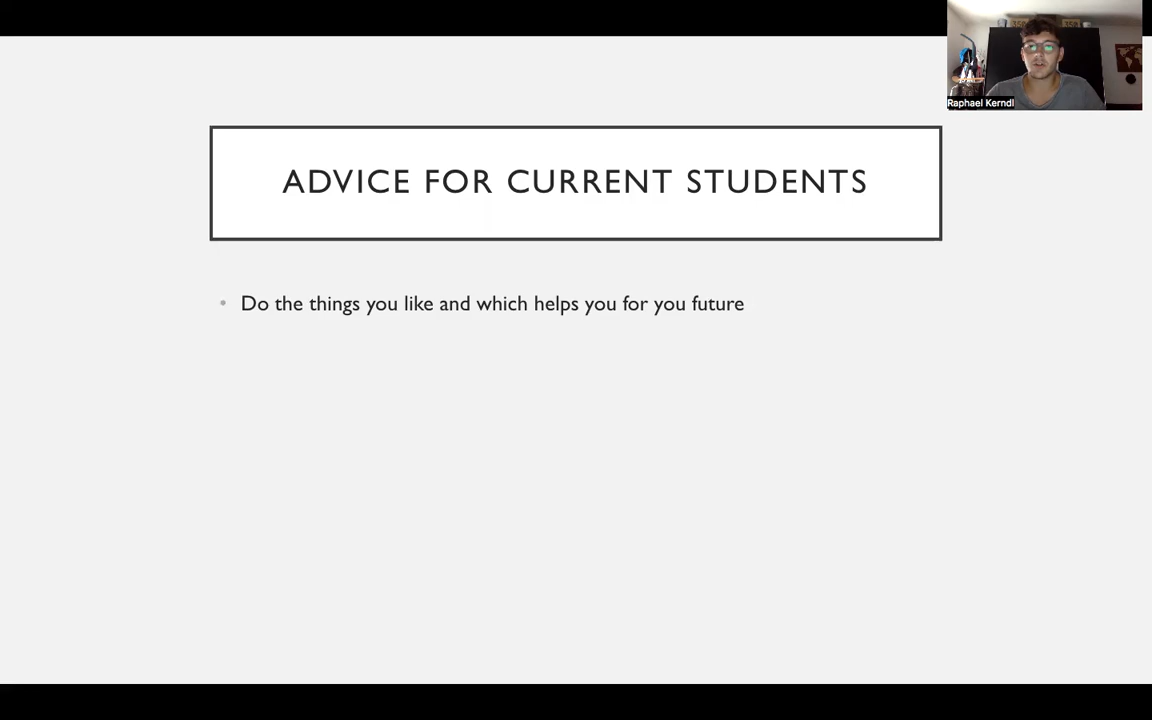 Raphael Kerndl
ADVICE FOR CURRENT STUDENTS
• Do the things you like and which helps you for you future